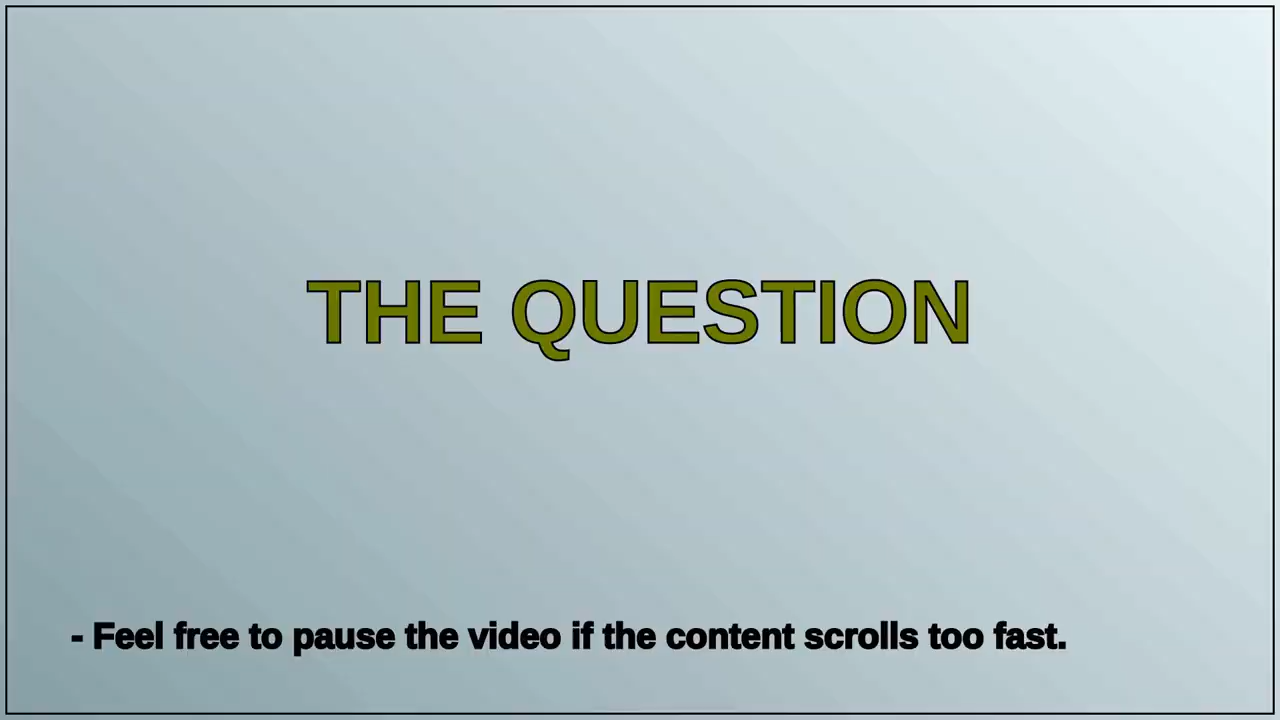 THE QUESTION
- Feel free to pause the video if the content scrolls too fast.